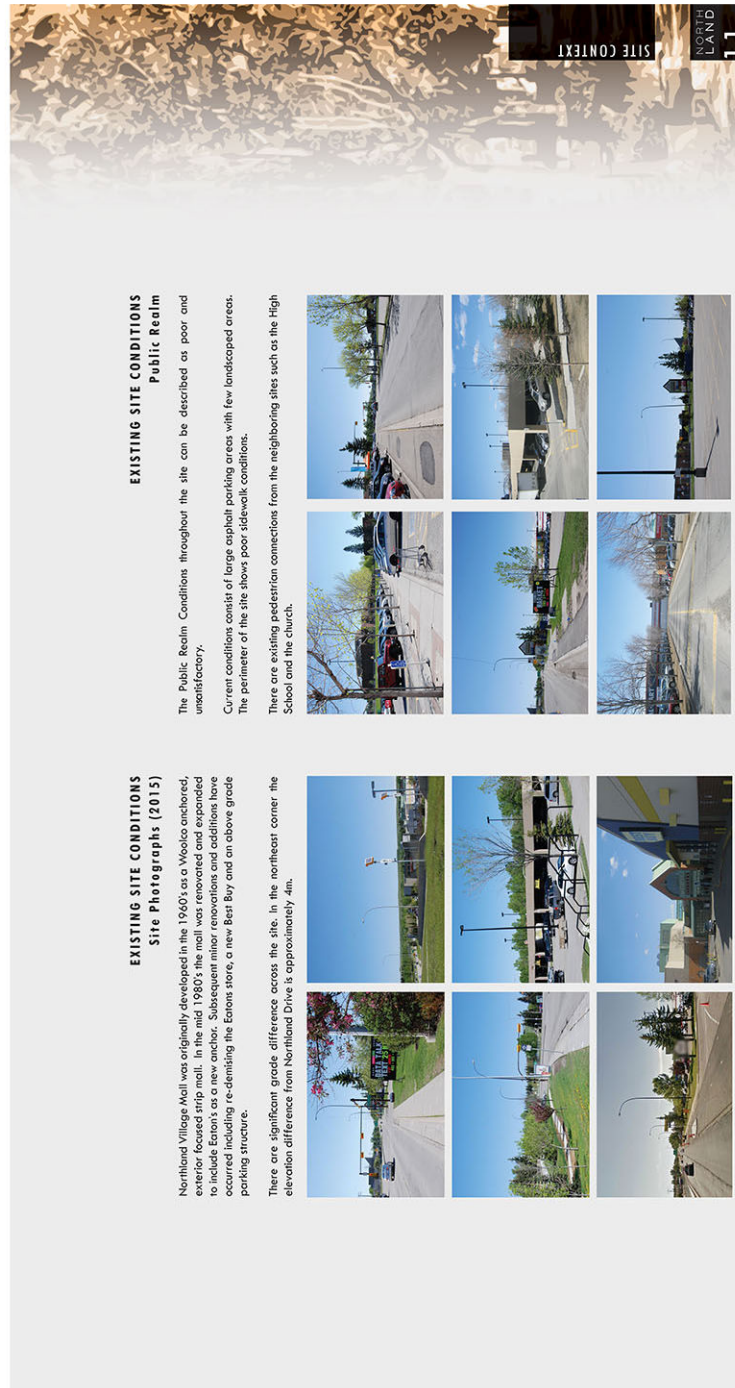 EXISTING SITE CONDITIONS
Site Photographs (2015)
Northland Village Mall was originally developed in the 1960's as a Woolco anchored,
exterior focused strip mall. In the mid 1980's the mall was renovated and expanded
to include Eaton's as a new anchor. Subsequent minor renovations and additions have
occurred including re-demising the Eatons store, a new Best Buy and an above grade
parking structure.
There are significant grade difference across the site. In the northeast corner the
elevation difference from Northland Drive is approximately 4m.
EXISTING SITE CONDITIONS
Public Realm
The Public Realm Conditions throughout the site can be described as poor and
unsatisfactory.
Current conditions consist of large asphalt parking areas with few landscaped areas.
The perimeter of the site shows poor sidewalk conditions.
There are existing pedestrian connections from the neighboring sites such as the High
School and the church.
SITE CONTEXT
NORTH
LAND
11